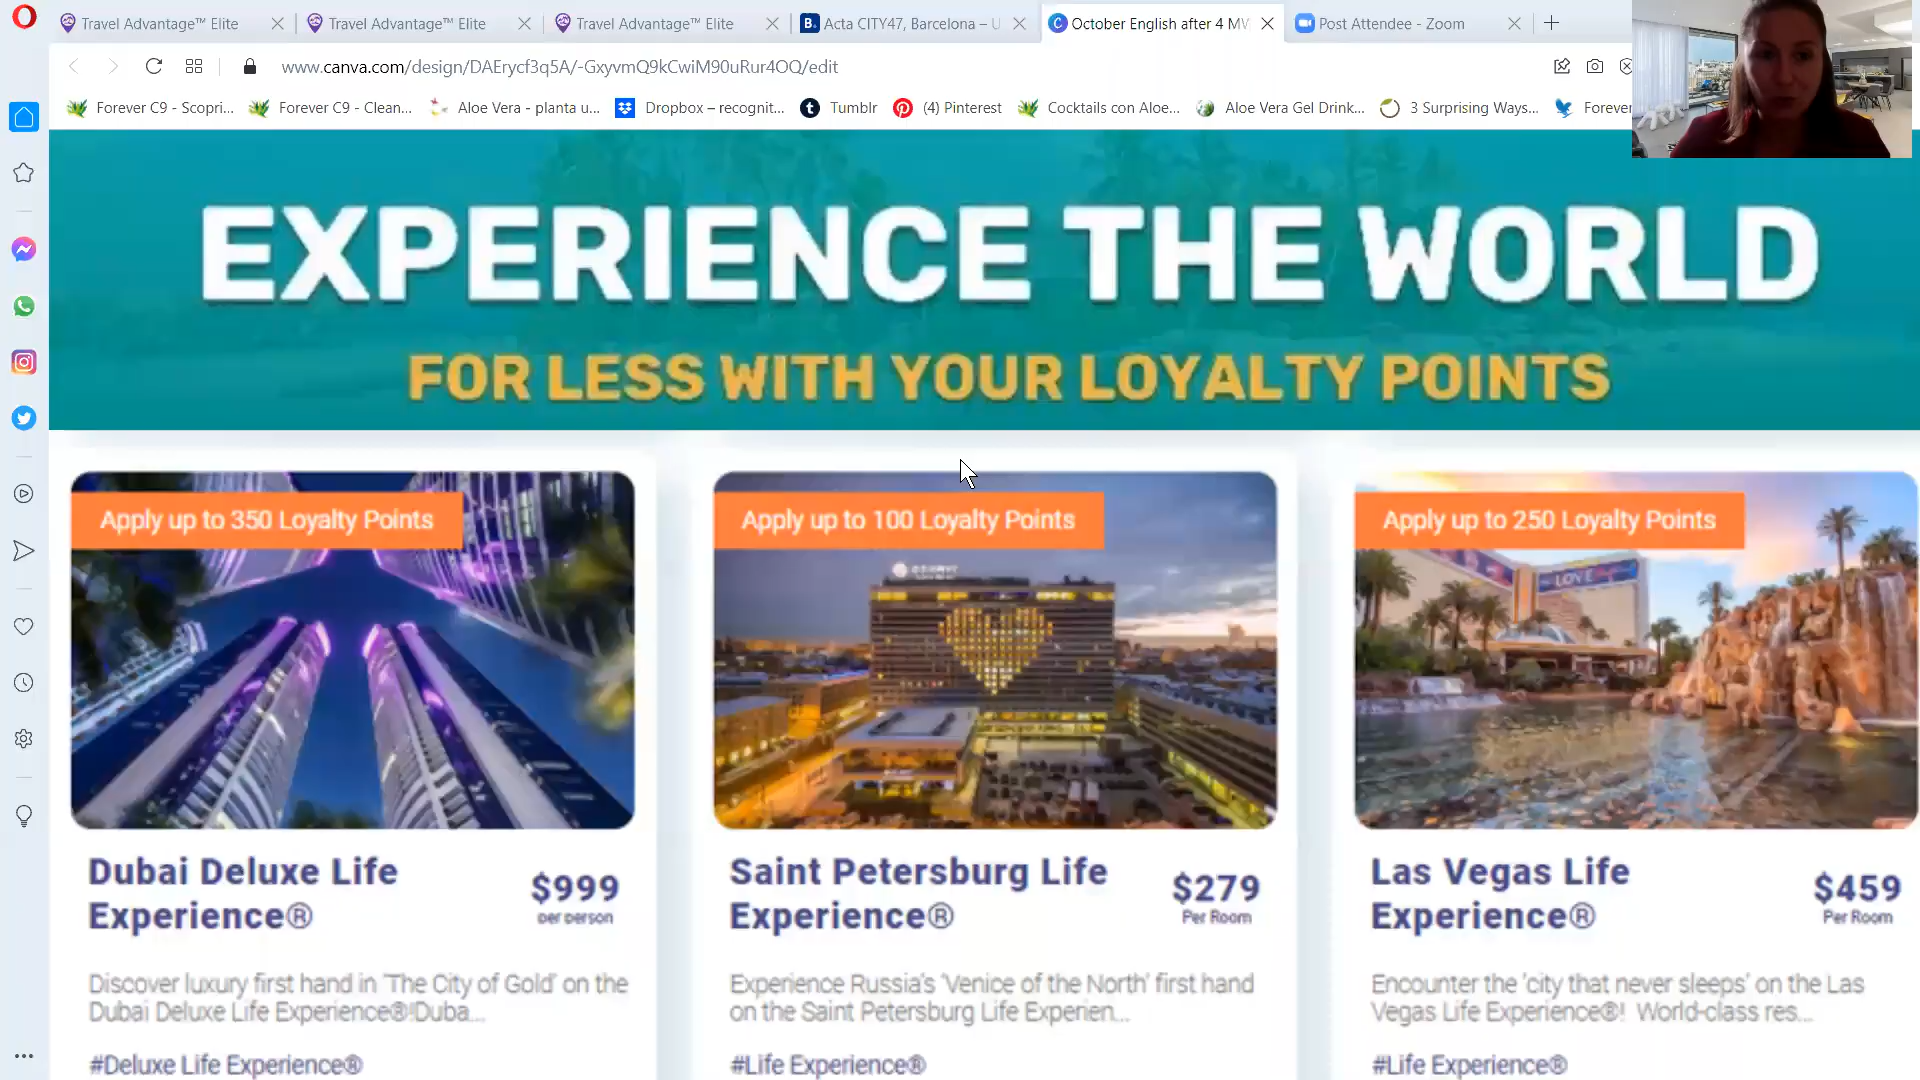 Travel Advantage™ Elite
Travel Advantage™ Elite
Travel Advantage™ Elite
B.
Acta CITY47, Barcelona – U
October English after 4 MV
Post Attendee - Zoom
www.canva.com/design/DAErycf3q5A/-GxyvmQ9kCwiM90uRur4OQ/edit
Forever C9 - Scopri...
Forever C9 - Clean...
Aloe Vera - planta u...
Dropbox – recognit...
Tumblr
(4) Pinterest
Cocktails con Aloe...
Aloe Vera Gel Drink...
3 Surprising Ways...
Forever
EXPERIENCE THE WORLD
FOR LESS WITH YOUR LOYALTY POINTS
Apply up to 350 Loyalty Points
Apply up to 100 Loyalty Points
Apply up to 250 Loyalty Points
LOVE
Dubai Deluxe Life
Experience®
$999
per person
Saint Petersburg Life
Experience®
$279
Per Room
Las Vegas Life
Experience®
$459
Per Room
Discover luxury first hand in 'The City of Gold' on the
Dubai Deluxe Life Experience®!Duba...
Experience Russia's 'Venice of the North' first hand
on the Saint Petersburg Life Experien...
Encounter the 'city that never sleeps' on the Las
Vegas Life Experience®! World-class res...
#Deluxe Life Experience®
#Life Experience®
#Life Experience®